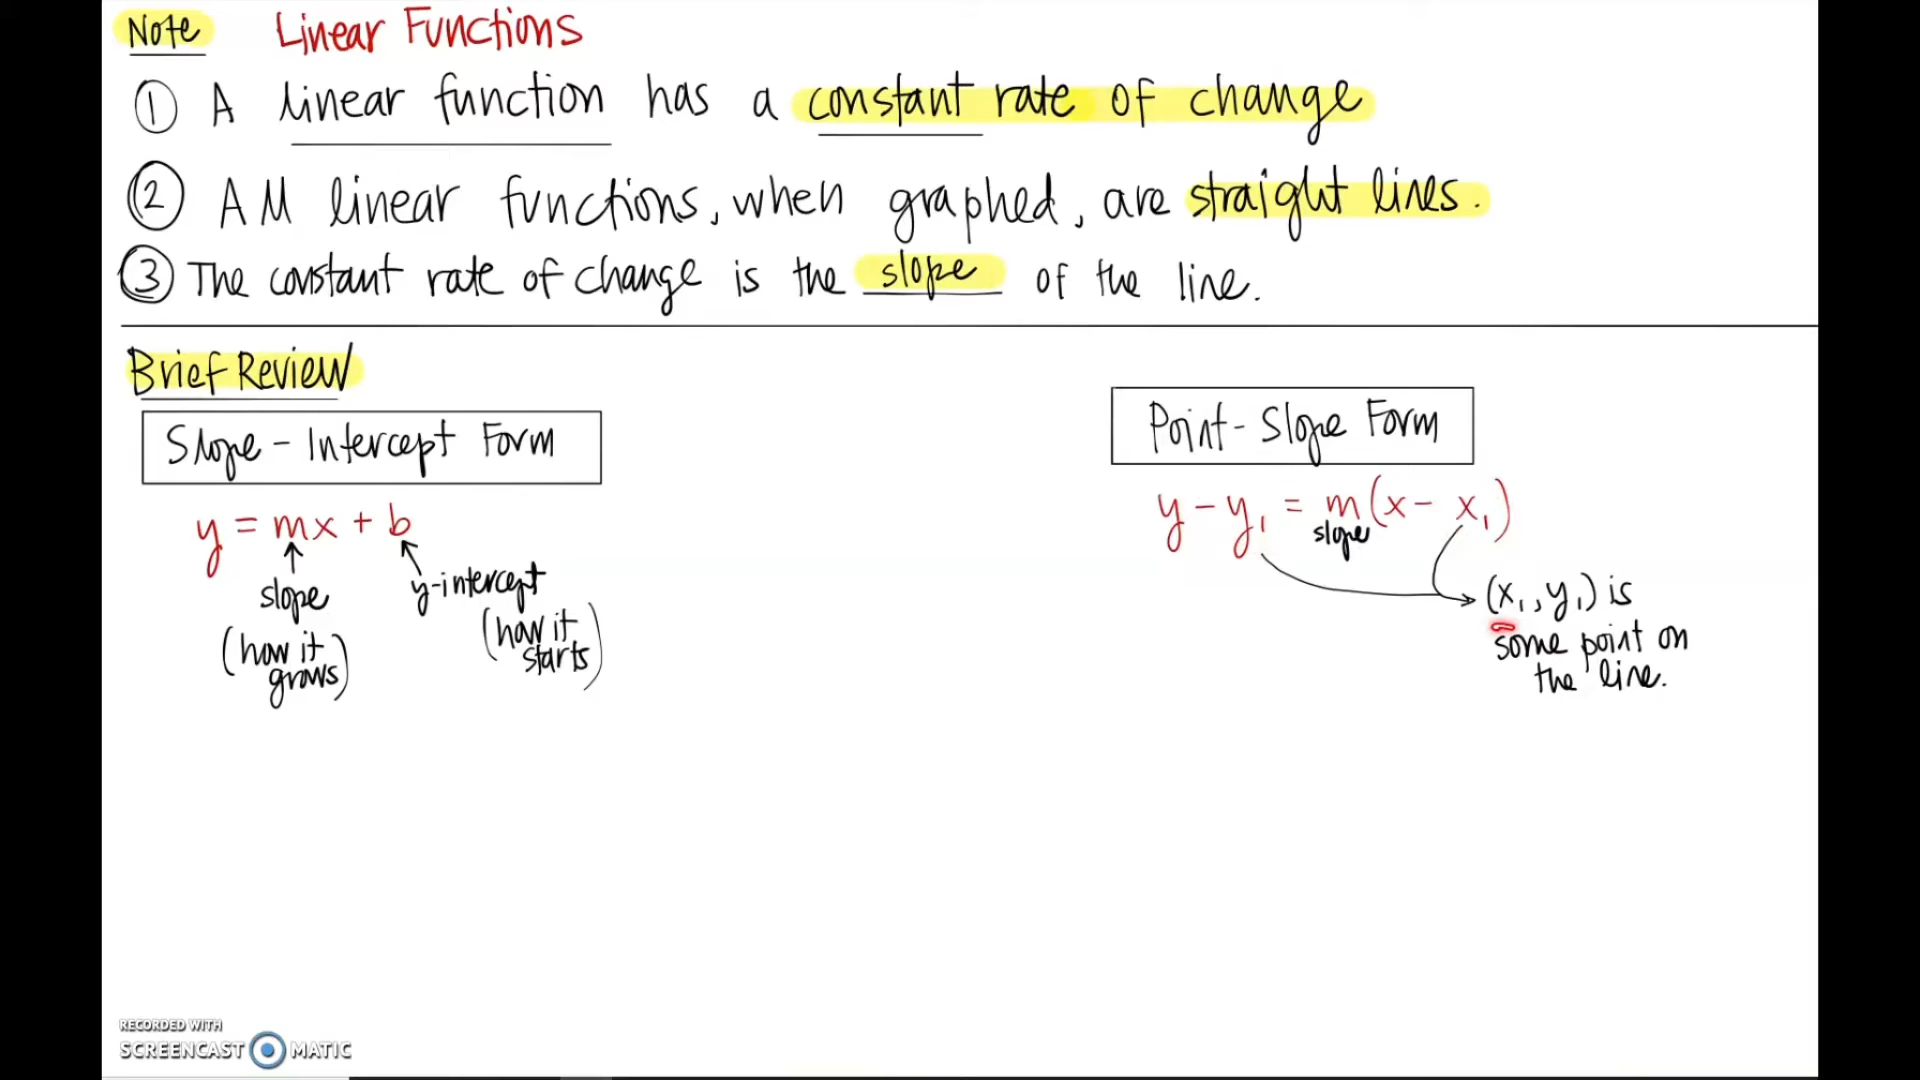 Note Linear Functions
① A linear function has a constant rate of change
② All linear functions, when graphed, are straight lines.
③ The constant rate of change is the slope of the line.
Brief Review
Slope - Intercept Form
y = mx + b
slope
(how it
grows)
y-intercept
(how it
starts)
Point-Slope Form
y - y₁ = m(x - x₁)
slope
(x₁, y₁) is
some point on
the line.
RECORDED WITH
SCREENCAST MATIC